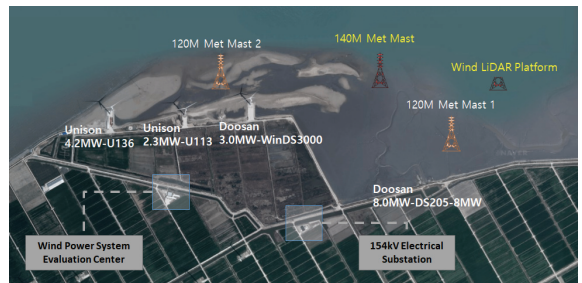 120M Met Mast 2
140M Met Mast
Wind LiDAR Platform
120M Met Mast 1
Unison
4.2MW-U136
Unison
2.3MW-U113
Doosan
3.0MW-WinDS3000
Doosan
8.0MW-DS205-8MW
Wind Power System
Evaluation Center
154kV Electrical
Substation